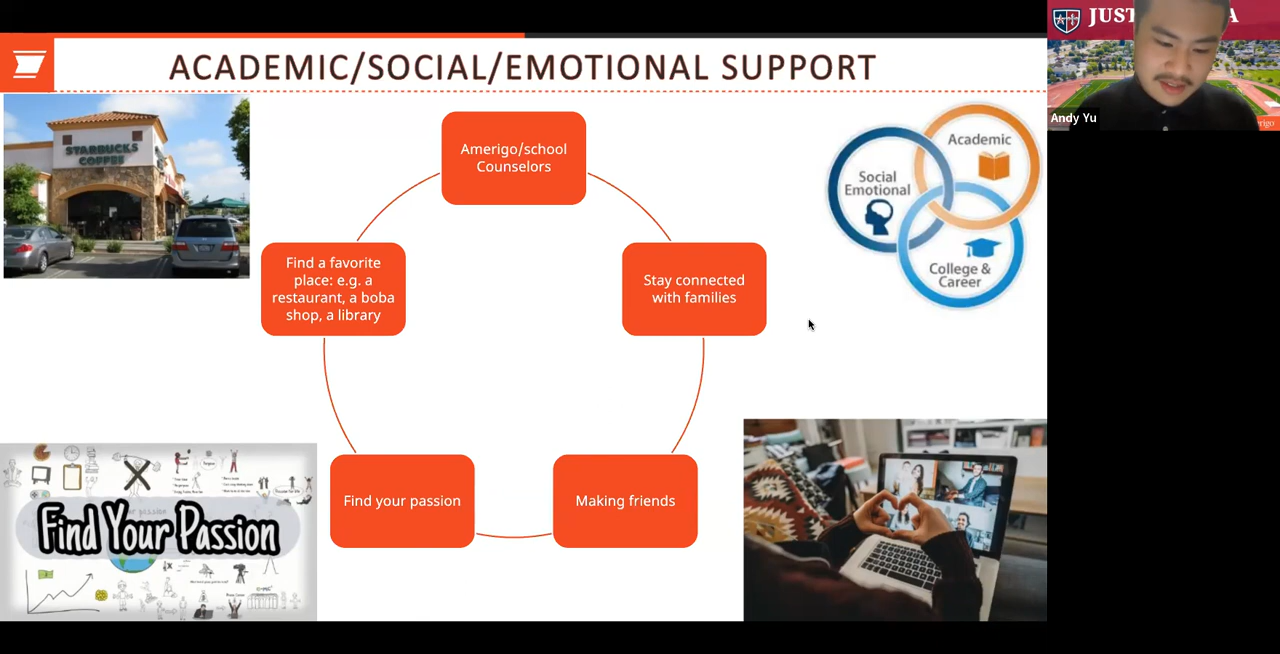 ACADEMIC/SOCIAL/EMOTIONAL SUPPORT
STARBUCKS
COFFEE
Amerigo/school
Counselors
Find a favorite
place: e.g. a
restaurant, a boba
shop, a library
Stay connected
with families
Find your passion
Making friends
Academic
Social
Emotional
College &
Career
Find Your Passion
JUST
A
Andy Yu